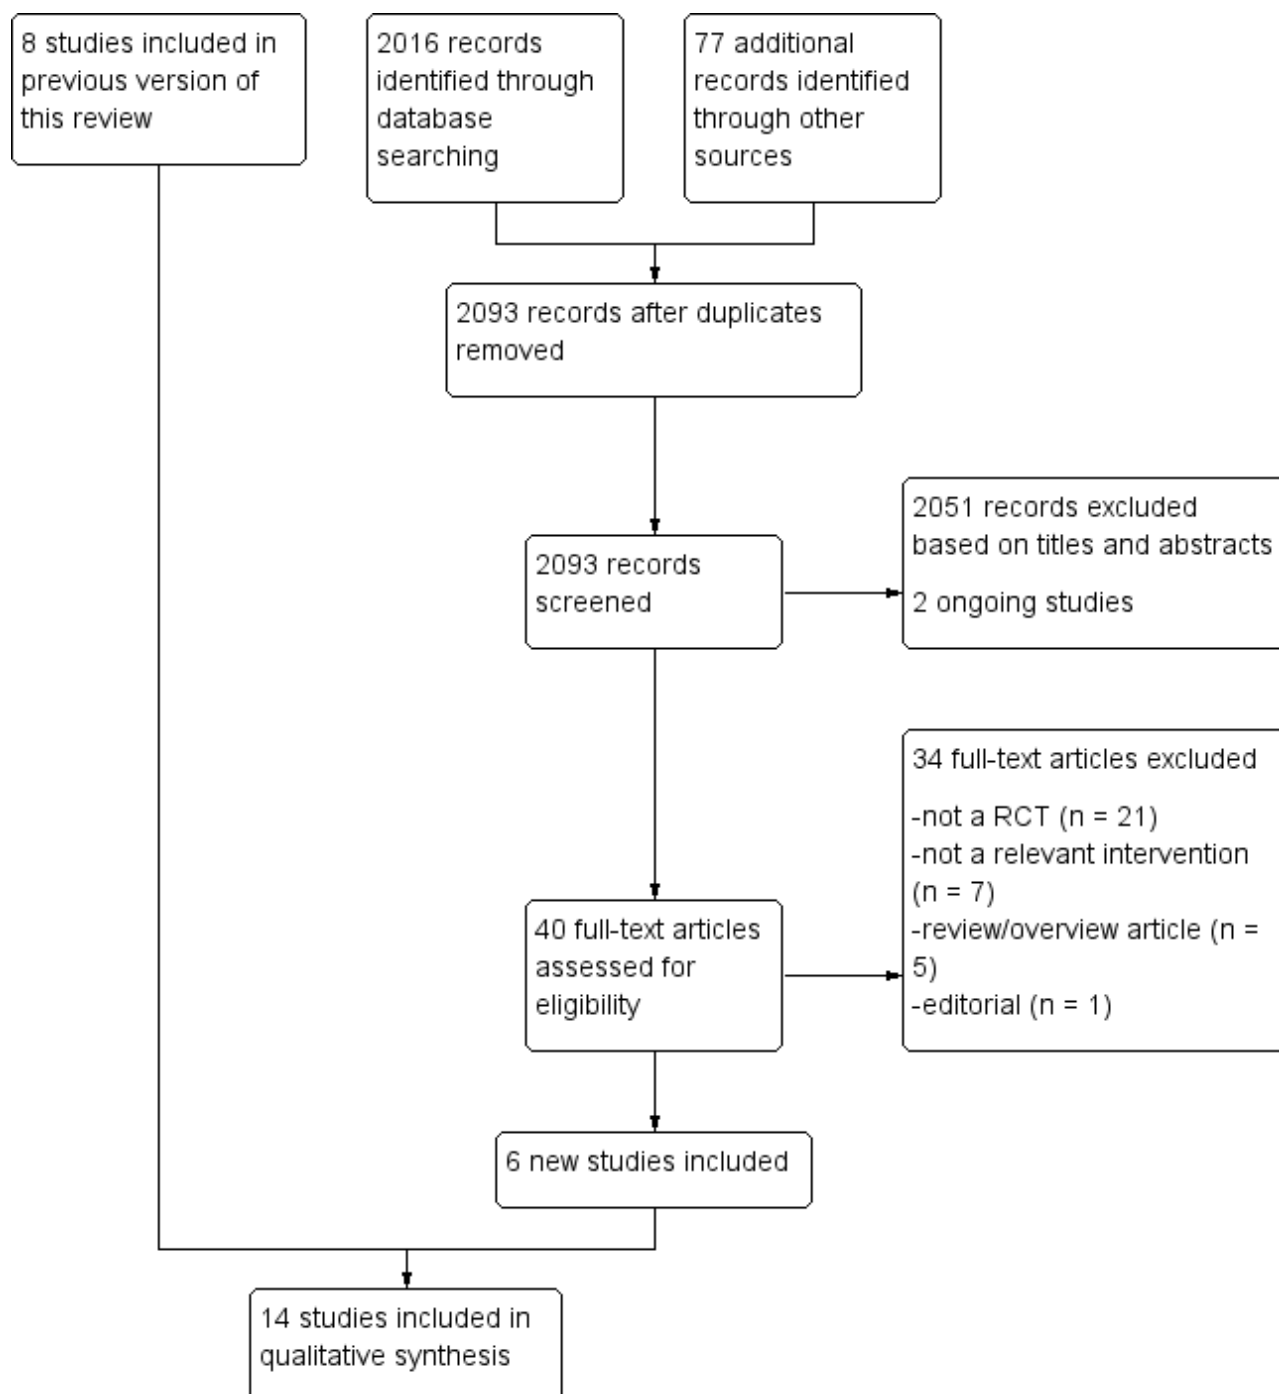 8 studies included in
previous version of
this review
2016 records
identified through
database
searching
77 additional
records identified
through other
sources
2093 records after duplicates
removed
2093 records
screened
2051 records excluded
based on titles and abstracts
2 ongoing studies
40 full-text articles
assessed for
eligibility
34 full-text articles excluded
-not a RCT (n = 21)
-not a relevant intervention
(n = 7)
-review/overview article (n =
5)
-editorial (n = 1)
6 new studies included
14 studies included in
qualitative synthesis